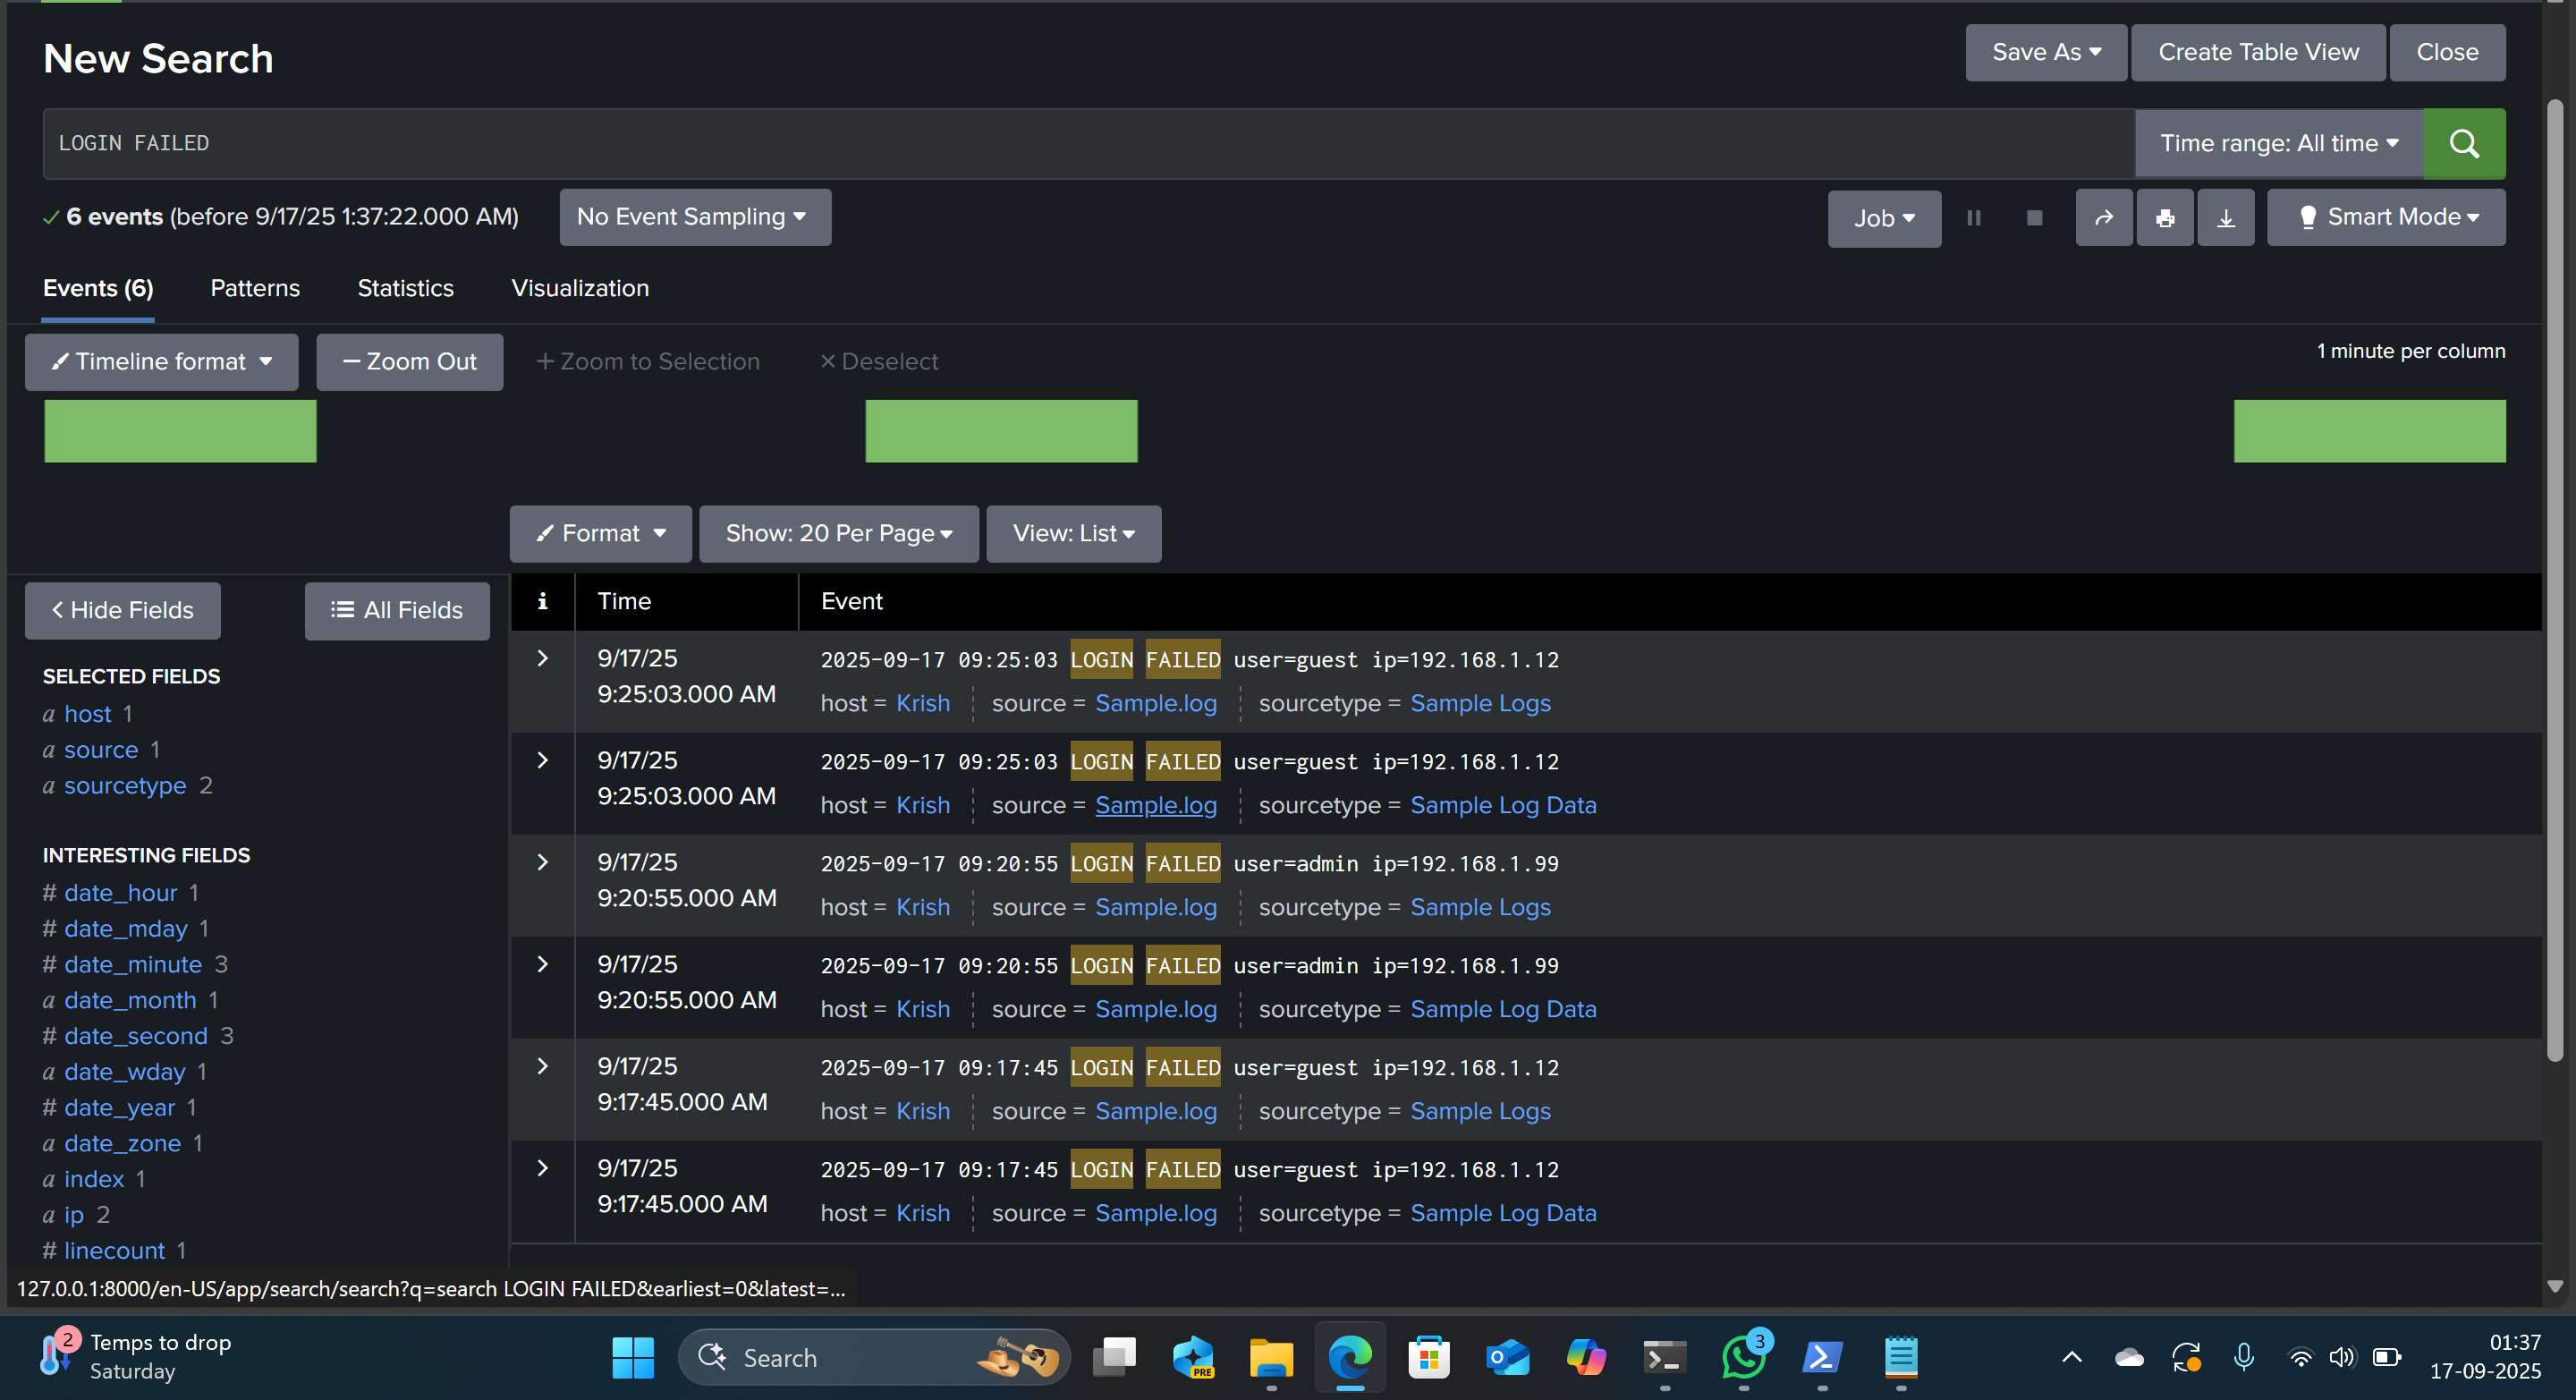 New Search
Save As
Create Table View
Close
LOGIN FAILED
Time range: All time
6 events (before 9/17/25 1:37:22.000 AM)
No Event Sampling
Job
Smart Mode
Events (6)
Patterns
Statistics
Visualization
Timeline format
Zoom Out
Zoom to Selection
Deselect
1 minute per column
Format
Show: 20 Per Page
View: List
Hide Fields
All Fields
i
Time
Event
SELECTED FIELDS
a host 1
a source 1
a sourcetype 2
INTERESTING FIELDS
# date_hour 1
# date_mday 1
# date_minute 3
a date_month 1
# date_second 3
a date_wday 1
# date_year 1
a date_zone 1
a index 1
a ip 2
# linecount 1
9/17/25
9:25:03.000 AM
2025-09-17 09:25:03 LOGIN FAILED user=guest ip=192.168.1.12
host = Krish source = Sample.log sourcetype = Sample Logs
9/17/25
9:25:03.000 AM
2025-09-17 09:25:03 LOGIN FAILED user=guest ip=192.168.1.12
host = Krish source = Sample.log sourcetype = Sample Log Data
9/17/25
9:20:55.000 AM
2025-09-17 09:20:55 LOGIN FAILED user=admin ip=192.168.1.99
host = Krish source = Sample.log sourcetype = Sample Logs
9/17/25
9:20:55.000 AM
2025-09-17 09:20:55 LOGIN FAILED user=admin ip=192.168.1.99
host = Krish source = Sample.log sourcetype = Sample Log Data
9/17/25
9:17:45.000 AM
2025-09-17 09:17:45 LOGIN FAILED user=guest ip=192.168.1.12
host = Krish source = Sample.log sourcetype = Sample Logs
9/17/25
9:17:45.000 AM
2025-09-17 09:17:45 LOGIN FAILED user=guest ip=192.168.1.12
host = Krish source = Sample.log sourcetype = Sample Log Data
127.0.0.1:8000/en-US/app/search/search?q=search LOGIN FAILED&earliest=0&latest=...
2
Temps to drop
Saturday
Search
PRE
3
01:37
17-09-2025